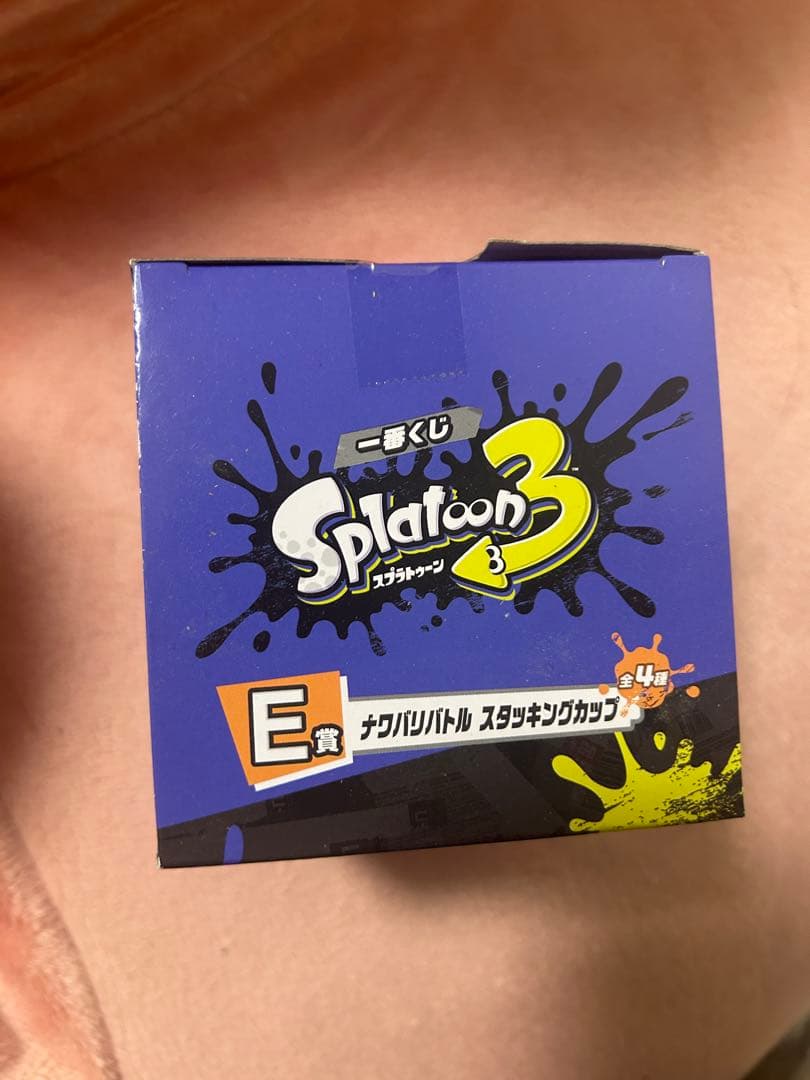 一番くじ
Splatoon 3™
スプラトゥーン 3
E賞
ナワバリバトル スタッキングカップ
全4種